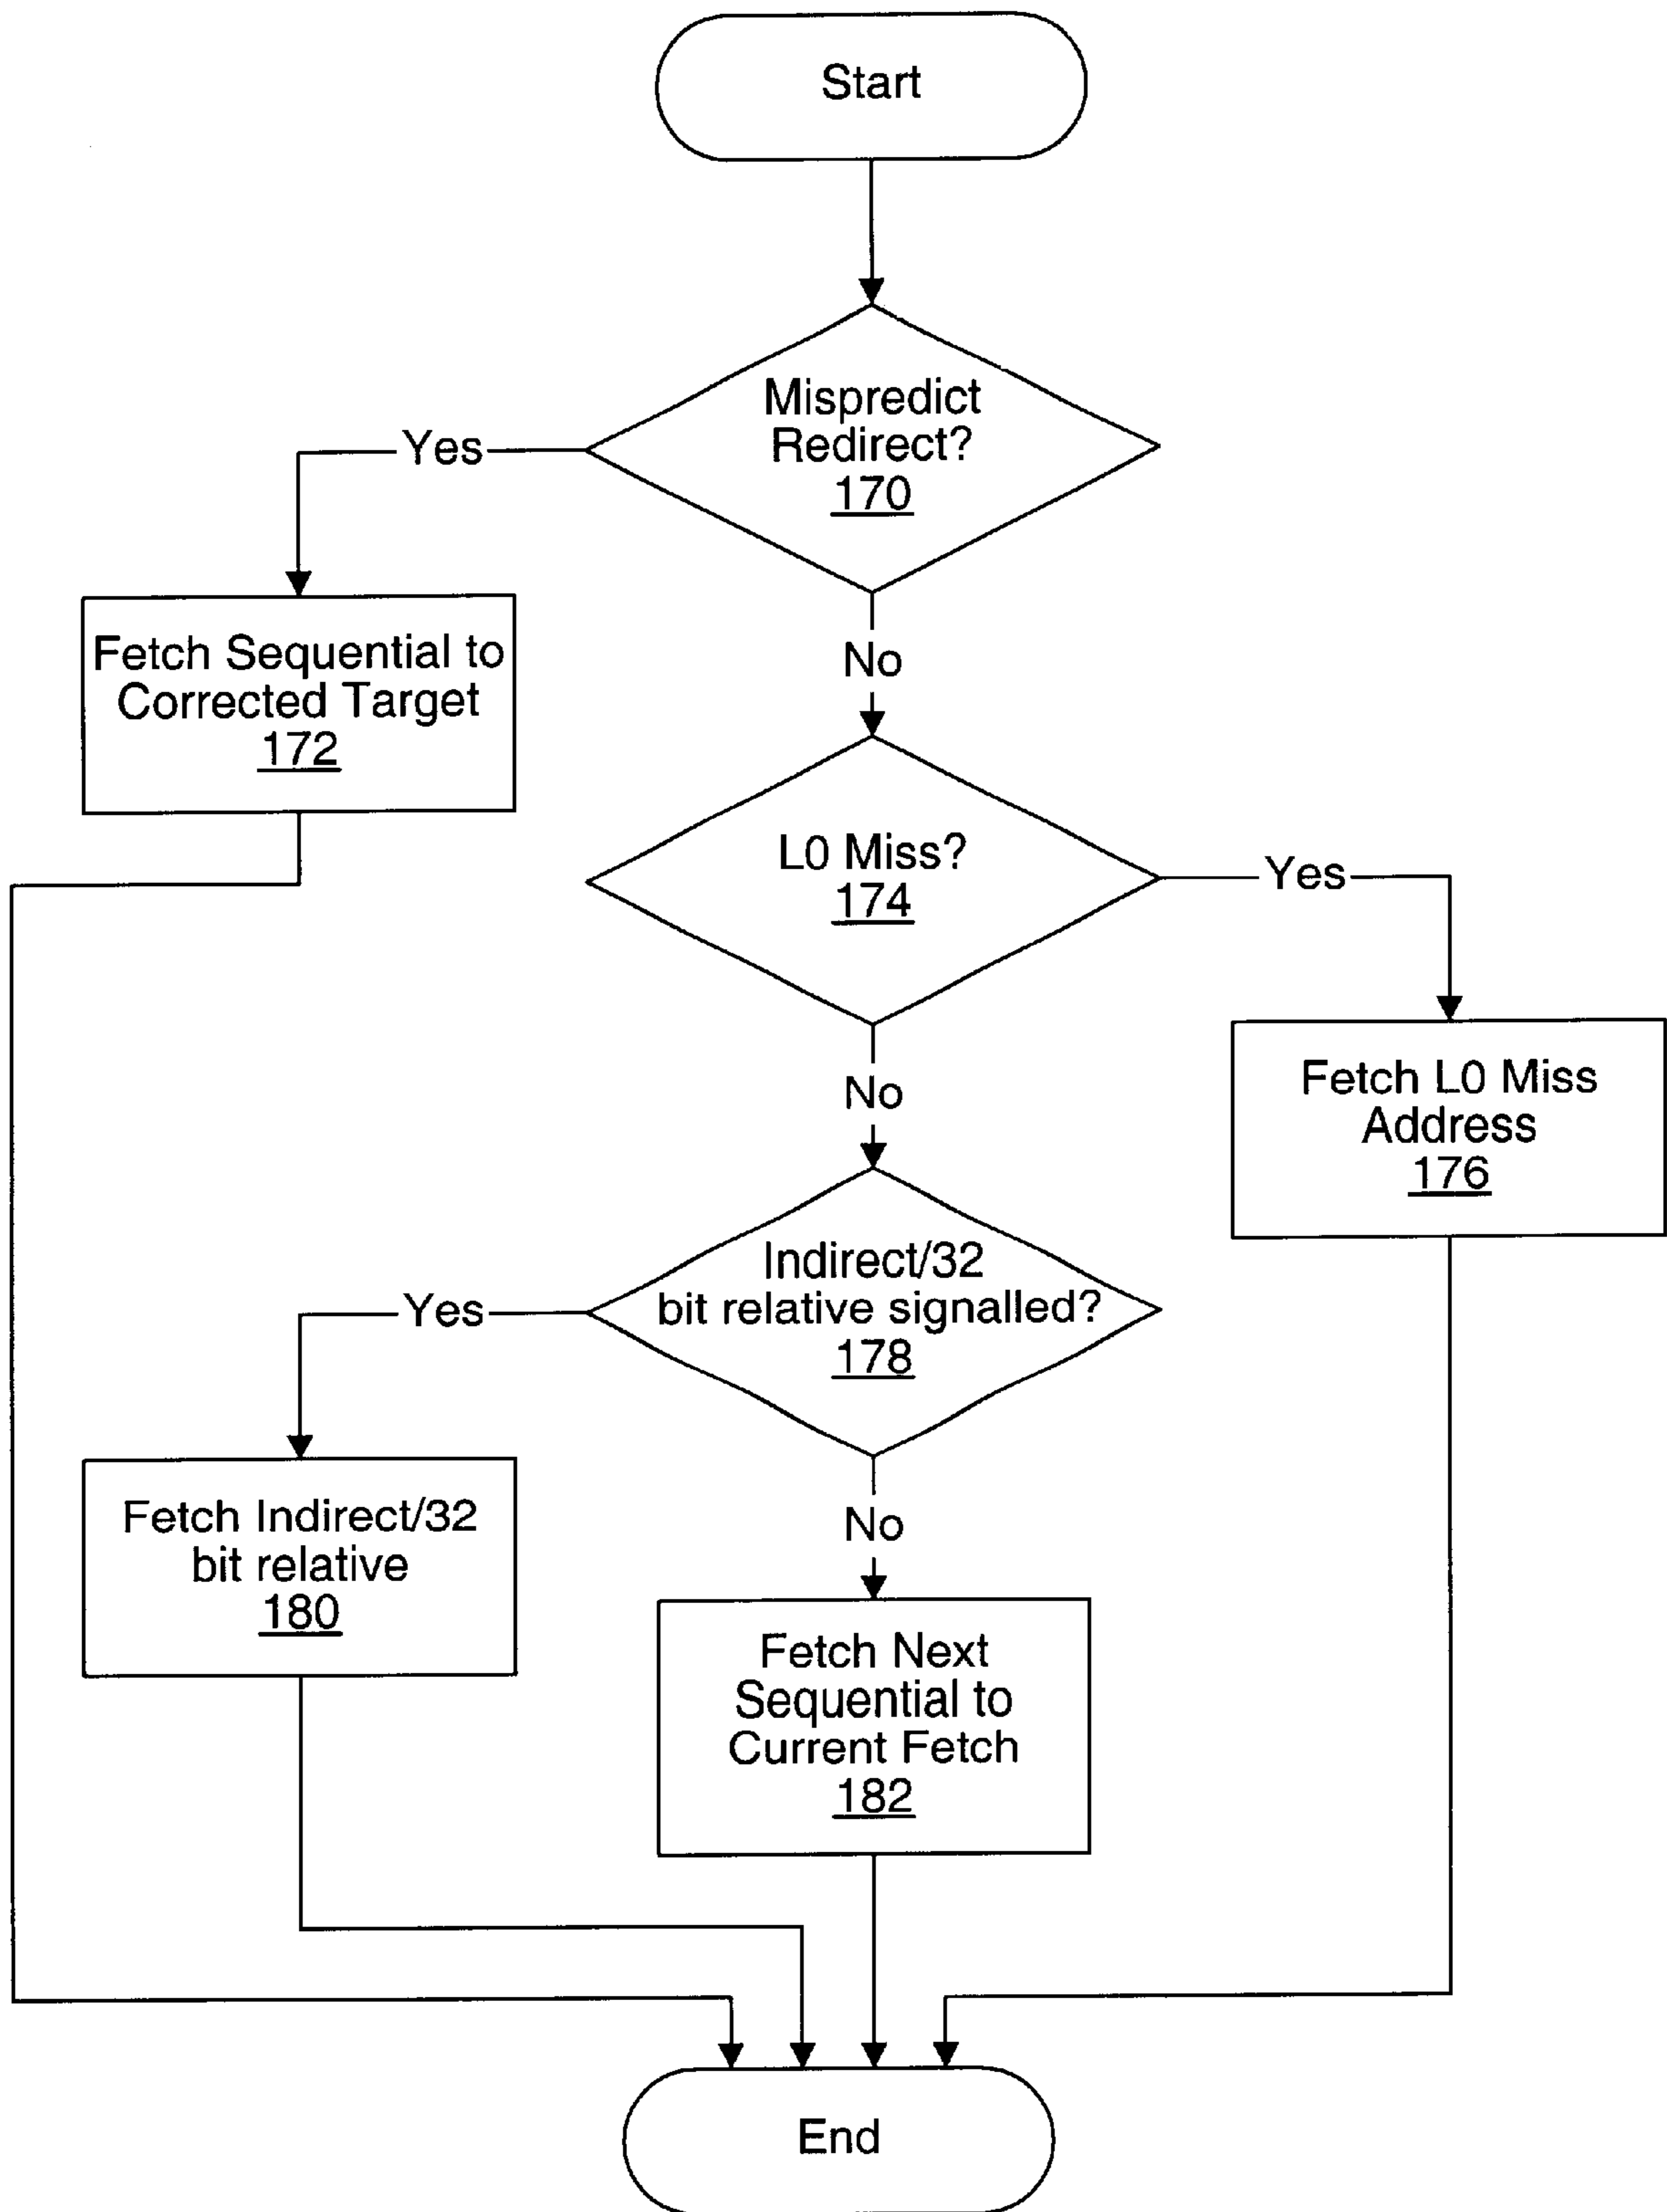 Start
Mispredict
Redirect?
170
Yes
No
Fetch Sequential to
Corrected Target
172
L0 Miss?
174
Yes
No
Fetch L0 Miss
Address
176
Indirect/32
bit relative signalled?
178
Yes
No
Fetch Indirect/32
bit relative
180
Fetch Next
Sequential to
Current Fetch
182
End